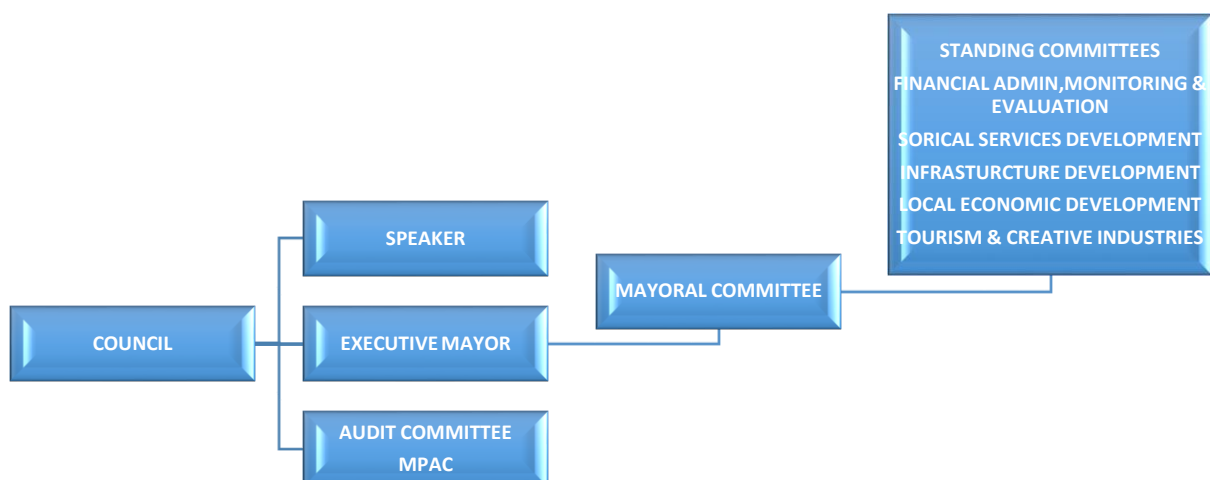 STANDING COMMITTEES
FINANCIAL ADMIN,MONITORING &
EVALUATION
SORICAL SERVICES DEVELOPMENT
INFRASTURCTURE DEVELOPMENT
LOCAL ECONOMIC DEVELOPMENT
TOURISM & CREATIVE INDUSTRIES
SPEAKER
MAYORAL COMMITTEE
COUNCIL
EXECUTIVE MAYOR
AUDIT COMMITTEE
MPAC